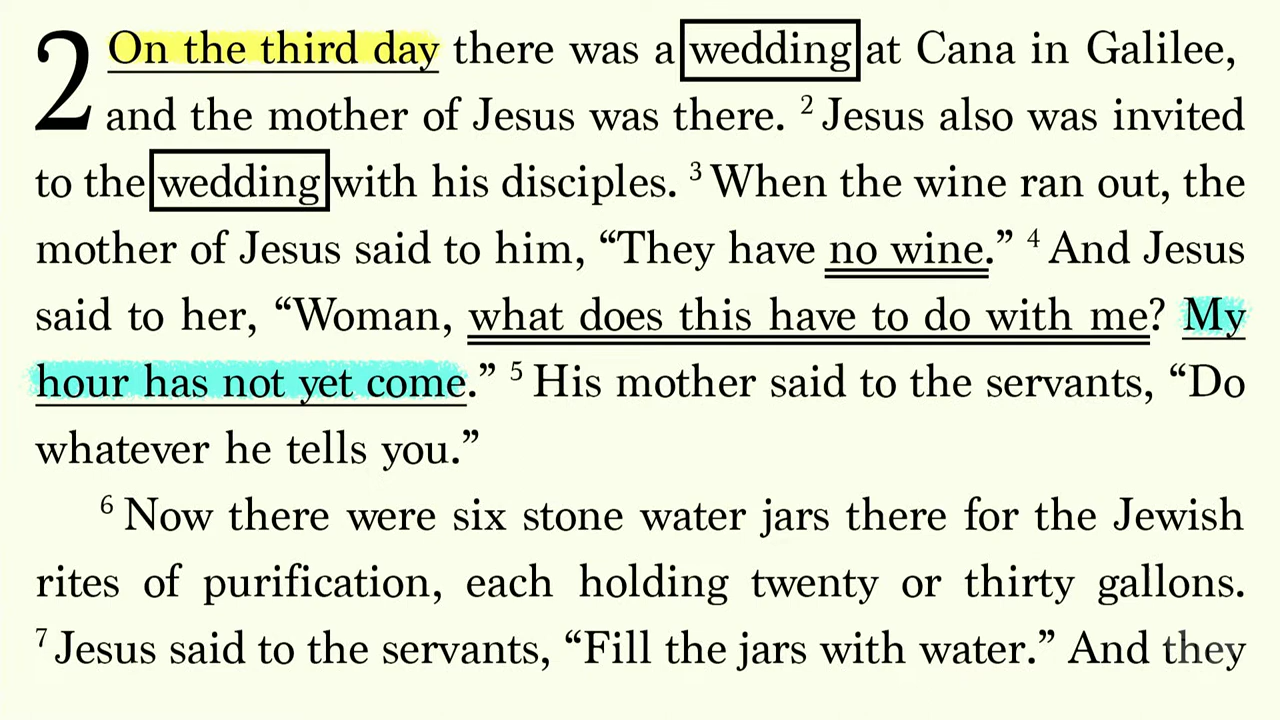 2 On the third day there was a wedding at Cana in Galilee,
and the mother of Jesus was there. 2 Jesus also was invited
to the wedding with his disciples. 3 When the wine ran out, the
mother of Jesus said to him, “They have no wine.” 4 And Jesus
said to her, “Woman, what does this have to do with me? My
hour has not yet come.” 5 His mother said to the servants, “Do
whatever he tells you.”
6 Now there were six stone water jars there for the Jewish
rites of purification, each holding twenty or thirty gallons.
7 Jesus said to the servants, “Fill the jars with water.” And they